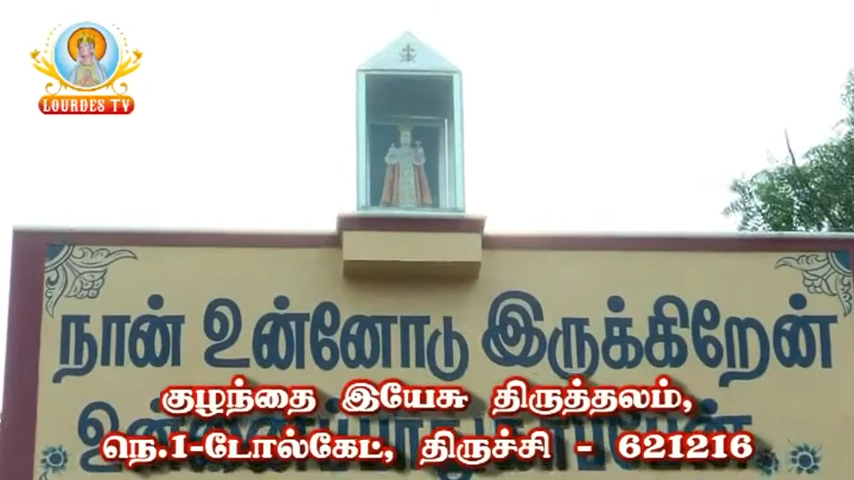 LOURDES TV
நான் உன்னோடு இருக்கிறேன்
குழந்தை இயேசு திருத்தலம்,
நெ.1-டோல்கேட், திருச்சி - 621216